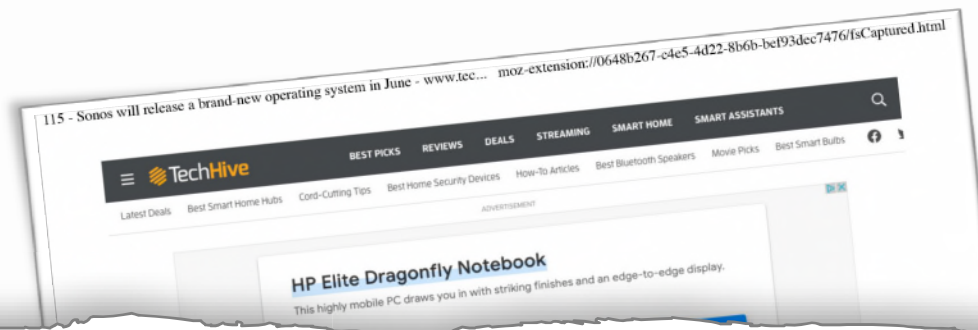 115 - Sonos will release a brand-new operating system in June - www.tec... moz-extension://0648b267-c4e5-4d22-8b6b-bef93dec7476/fsCaptured.html
TechHive BEST PICKS REVIEWS DEALS STREAMING SMART HOME SMART ASSISTANTS
Latest Deals Best Smart Home Hubs Cord-Cutting Tips Best Home Security Devices How-To Articles Best Bluetooth Speakers Movie Picks Best Smart Bulbs
ADVERTISEMENT
HP Elite Dragonfly Notebook
This highly mobile PC draws you in with striking finishes and an edge-to-edge display.